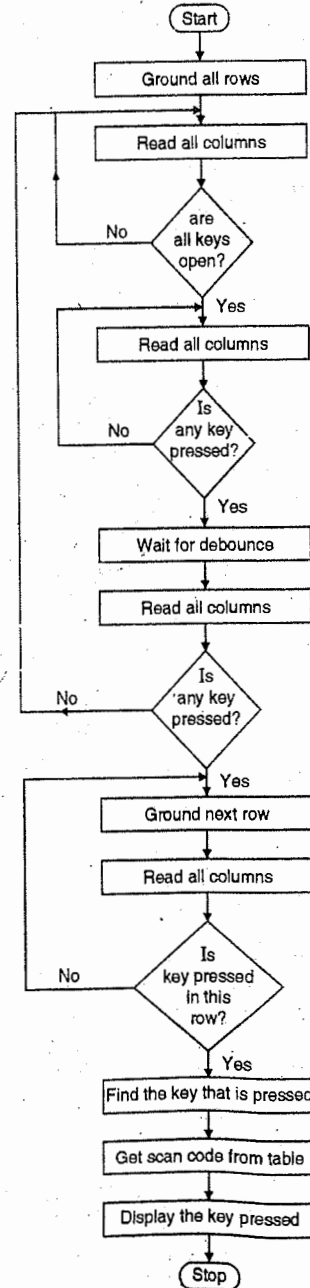 Start
Ground all rows
Read all columns
are
all keys
open?
No
Yes
Read all columns
Is
any key
pressed?
No
Yes
Wait for debounce
Read all columns
Is
any key
pressed?
No
Yes
Ground next row
Read all columns
Is
key pressed
in this
row?
No
Yes
Find the key that is pressed
Get scan code from table
Display the key pressed
Stop